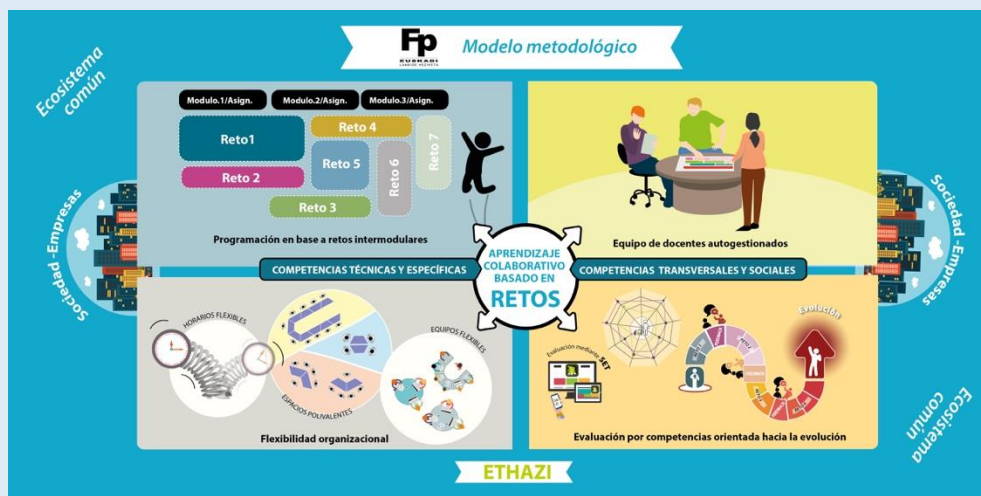 Fp
EUSKADI
LANBIDE HEZIKETA
Modelo metodológico
Ecosistema
común
Sociedad -Empresas
Modulo.1/Asign.
Modulo.2/Asign.
Modulo.3/Asign.
Reto1
Reto 2
Reto 3
Reto 4
Reto 5
Reto 6
Reto 7
Programación en base a retos intermodulares
Equipo de docentes autogestionados
COMPETENCIAS TÉCNICAS Y ESPECÍFICAS
APRENDIZAJE
COLABORATIVO
BASADO EN
RETOS
COMPETENCIAS TRANSVERSALES Y SOCIALES
Sociedad -Empresas
HORARIOS FLEXIBLES
ESPACIOS POLIVALENTES
EQUIPOS FLEXIBLES
Flexibilidad organizacional
Evaluación mediante SET
Evolución
Evaluación por competencias orientada hacia la evolución
Ecosistema
común
ETHAZI